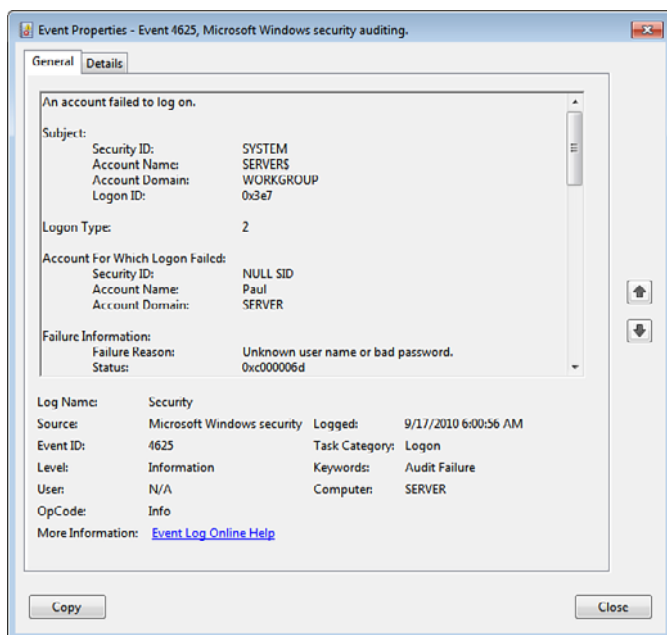 Event Properties - Event 4625, Microsoft Windows security auditing.
General Details
An account failed to log on.
Subject:
Security ID: SYSTEM
Account Name: SERVER$
Account Domain: WORKGROUP
Logon ID: 0x3e7
Logon Type: 2
Account For Which Logon Failed:
Security ID: NULL SID
Account Name: Paul
Account Domain: SERVER
Failure Information:
Failure Reason: Unknown user name or bad password.
Status: 0xc000006d
Log Name: Security
Source: Microsoft Windows security Logged: 9/17/2010 6:00:56 AM
Event ID: 4625 Task Category: Logon
Level: Information Keywords: Audit Failure
User: N/A Computer: SERVER
OpCode: Info
More Information: Event Log Online Help
Copy Close